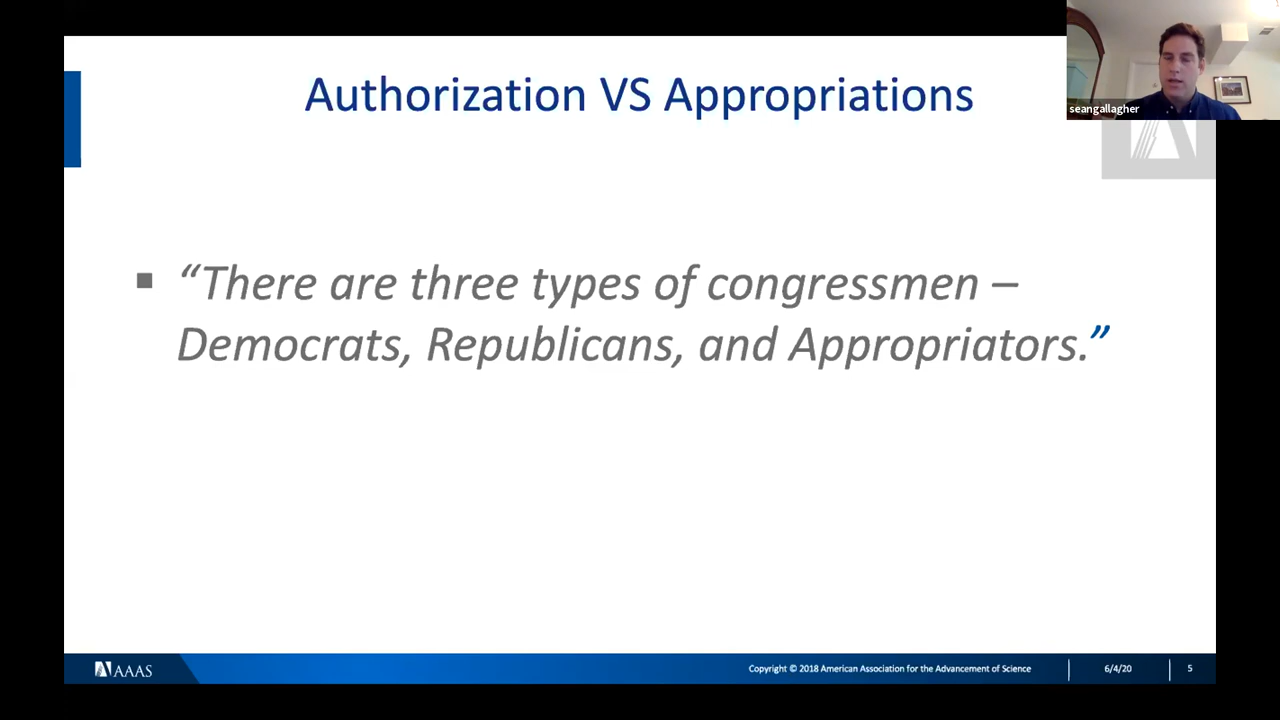 Authorization VS Appropriations
seangallagher
▪ “There are three types of congressmen –
Democrats, Republicans, and Appropriators.”
AAAS
Copyright © 2018 American Association for the Advancement of Science
6/4/20
5